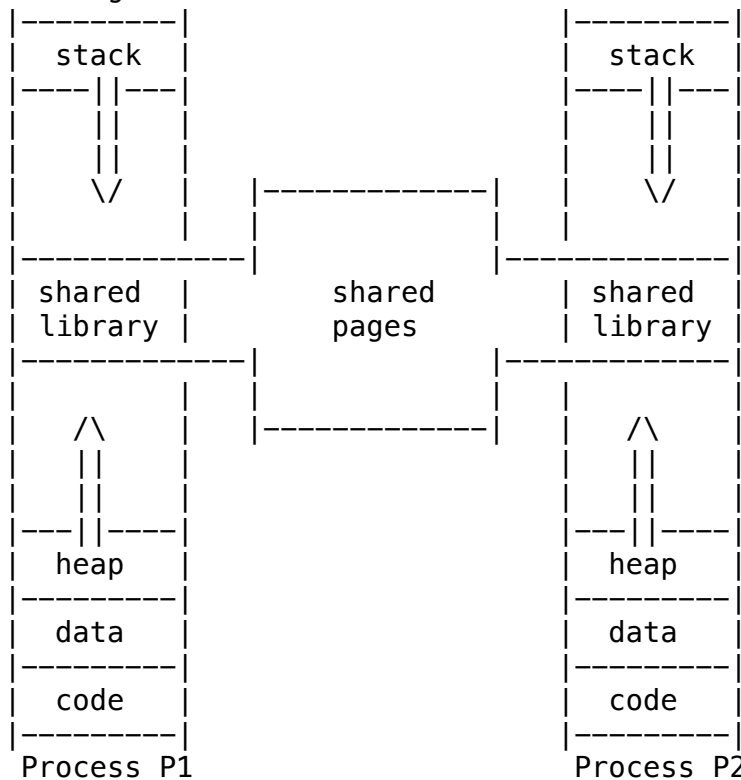 stack stack
shared shared shared
library pages library
heap heap
data data
code code
Process P1 Process P2